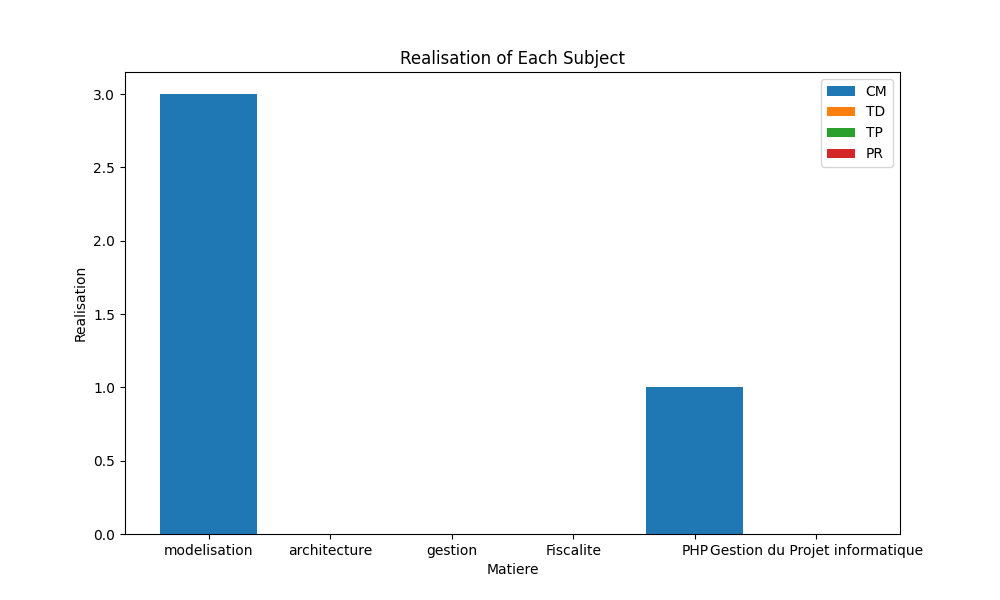 Realisation of Each Subject
CM
TD
TP
PR
3.0
2.5
2.0
1.5
1.0
0.5
0.0
Realisation
modelisation architecture gestion Fiscalite PHP Gestion du Projet informatique
Matiere